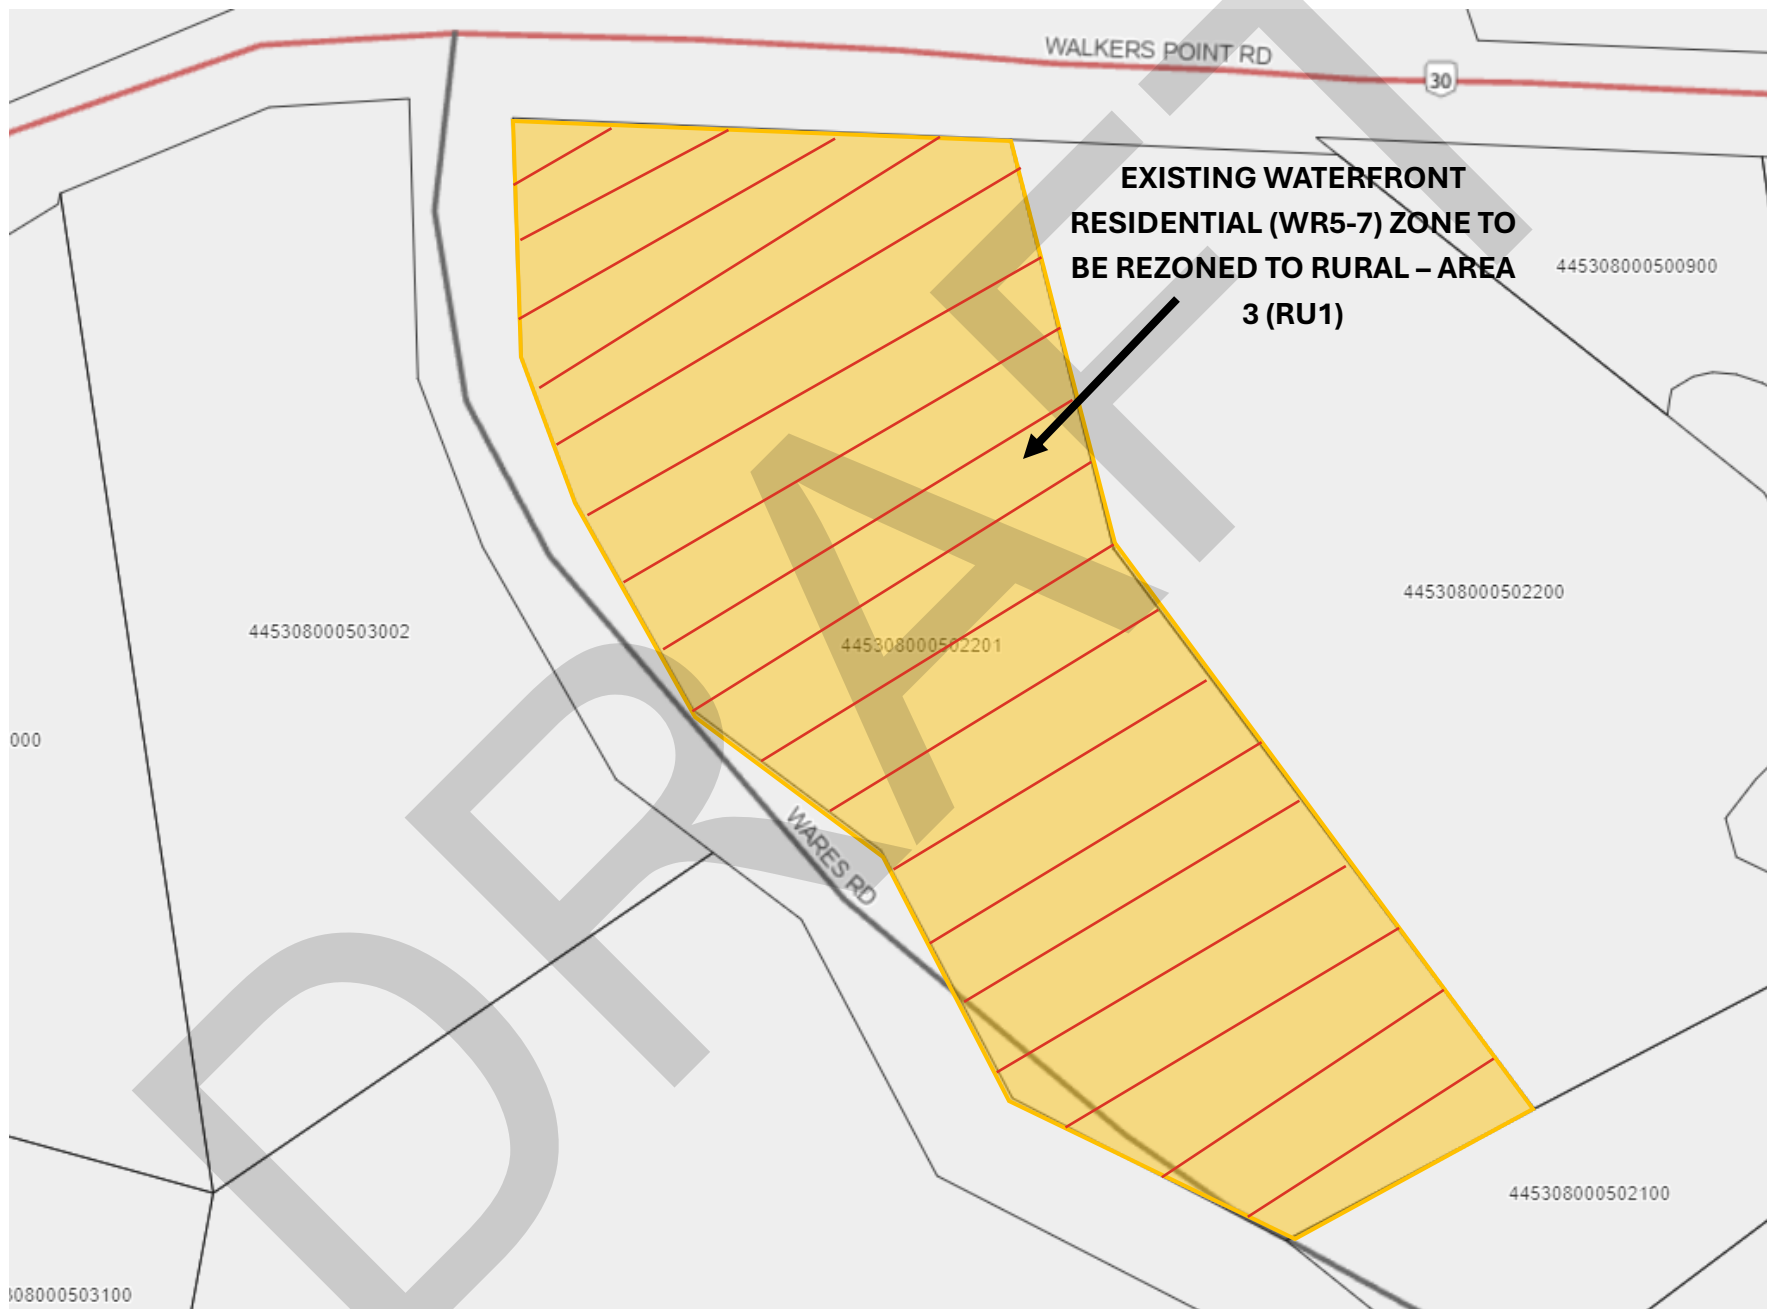 WALKERS POINT RD
30
EXISTING WATERFRONT
RESIDENTIAL (WR5-7) ZONE TO
BE REZONED TO RURAL – AREA
3 (RU1)
445308000500900
445308000502200
445308000503002
445308000502201
000
WARES RD
445308000502100
308000503100
DRAFT